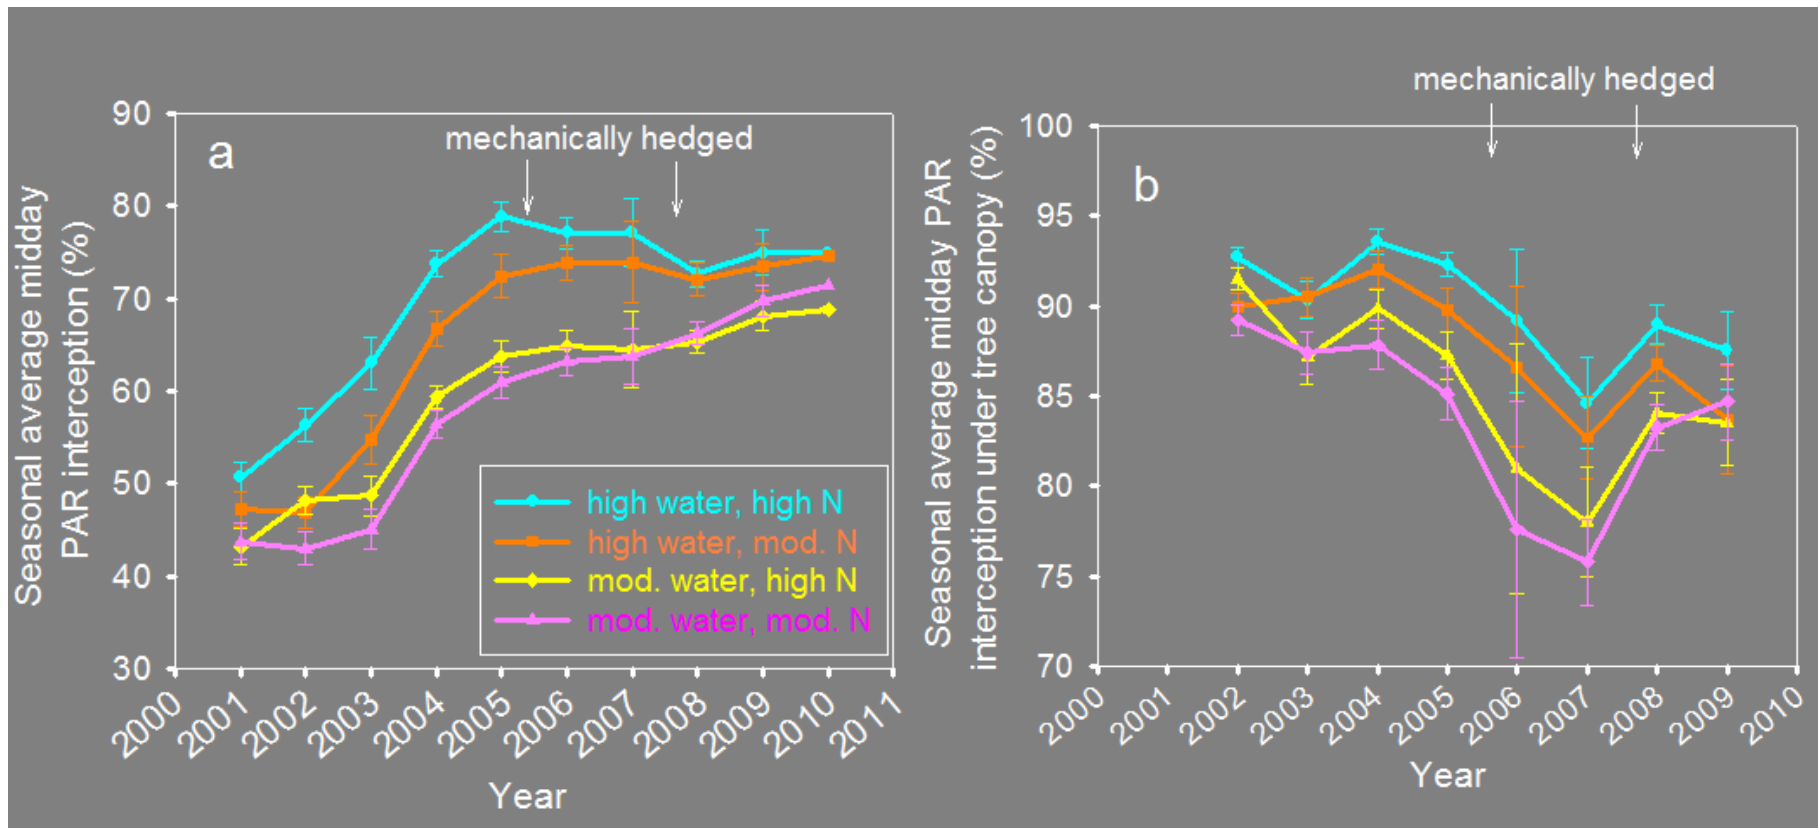 Seasonal average midday
PAR interception (%)
90
80
70
60
50
40
30
a
mechanically hedged
high water, high N
high water, mod. N
mod. water, high N
mod. water, mod. N
2000
2001
2002
2003
2004
2005
2006
2007
2008
2009
2010
2011
Year
Seasonal average midday PAR
interception under tree canopy (%)
mechanically hedged
100
95
90
85
80
75
70
b
2000
2001
2002
2003
2004
2005
2006
2007
2008
2009
2010
Year